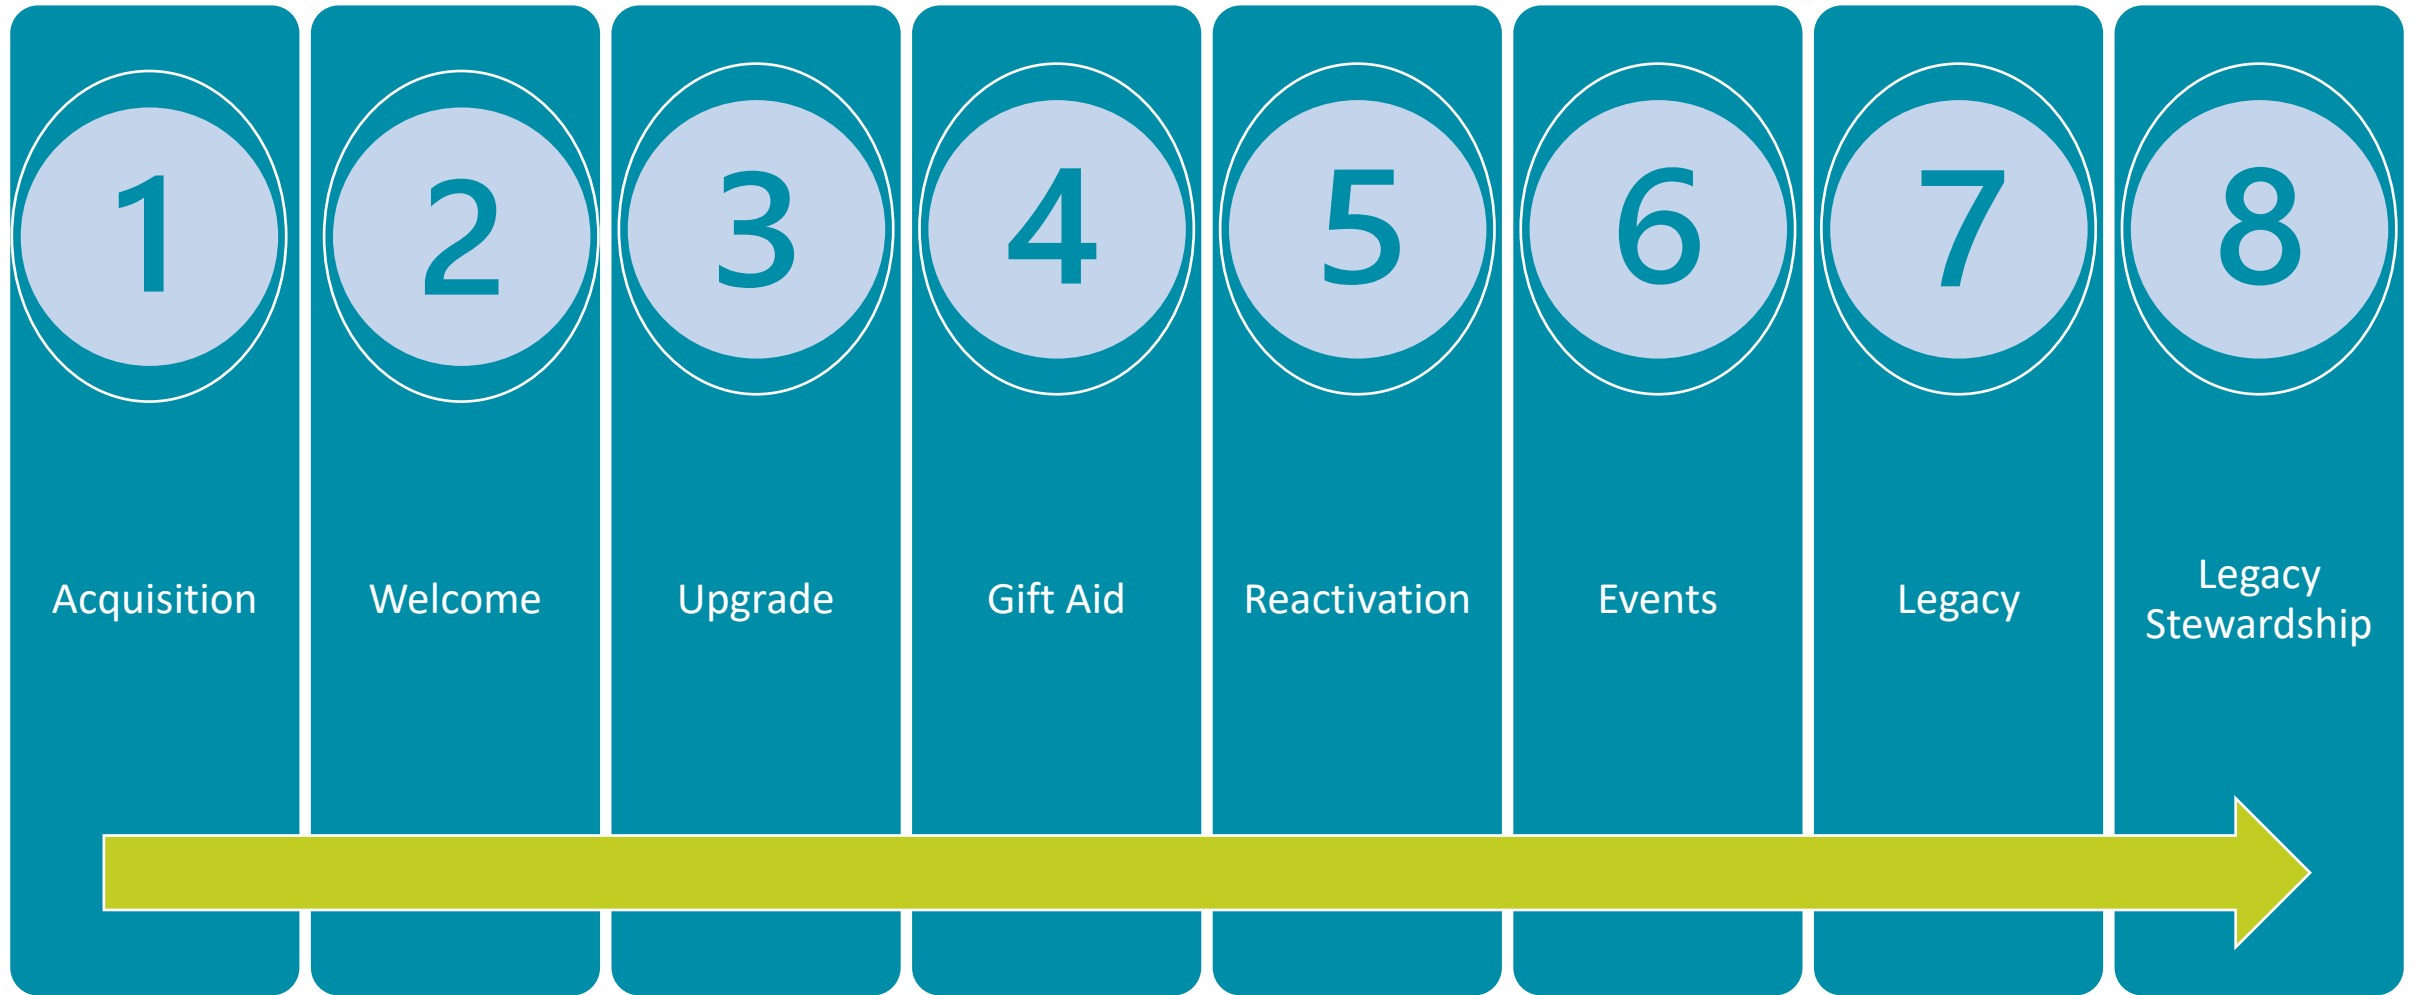 1
2
3
4
5
6
7
8
Acquisition
Welcome
Upgrade
Gift Aid
Reactivation
Events
Legacy
Legacy
Stewardship